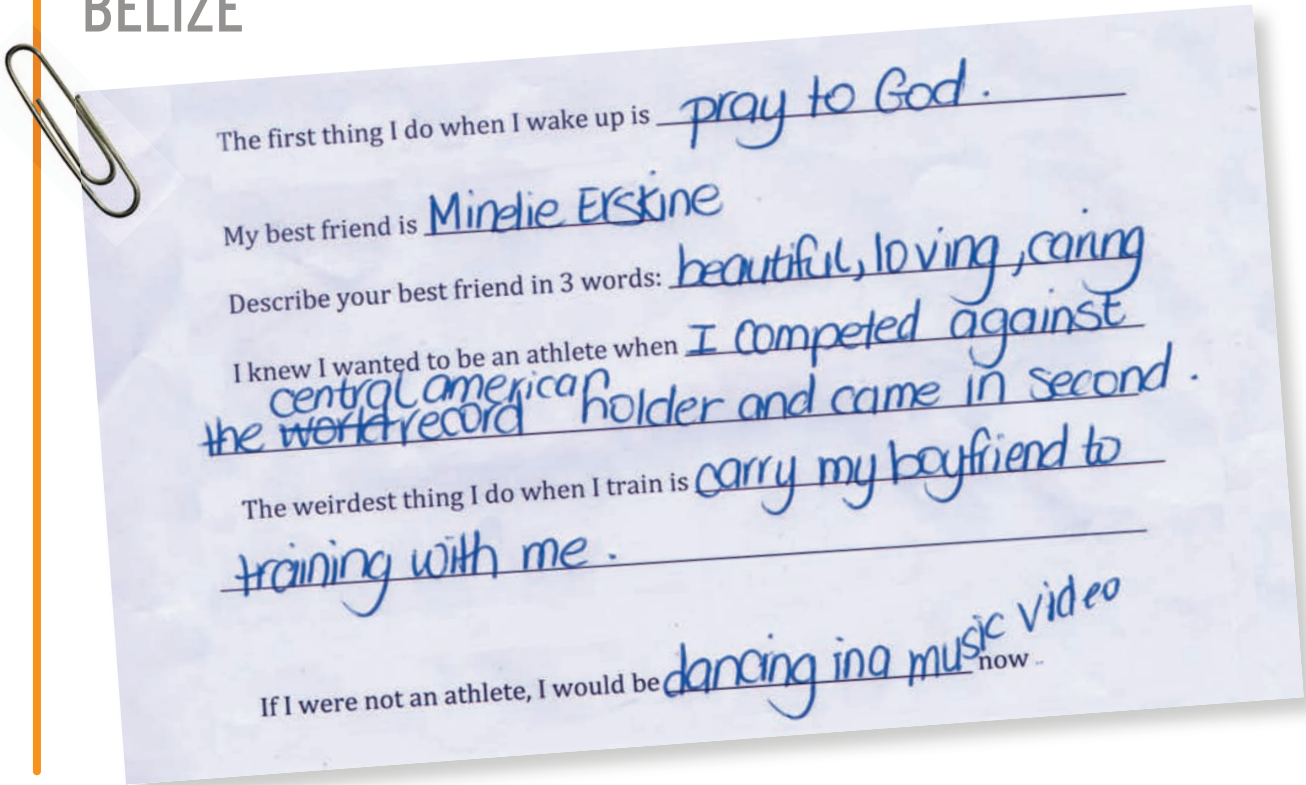 BELIZE
The first thing I do when I wake up is pray to God.
My best friend is Mindie Erskine
Describe your best friend in 3 words: beautiful, loving, caring
I knew I wanted to be an athlete when I competed against
central american
the world record holder and came in second.
The weirdest thing I do when I train is carry my boyfriend to
training with me.
If I were not an athlete, I would be dancing in a music video now